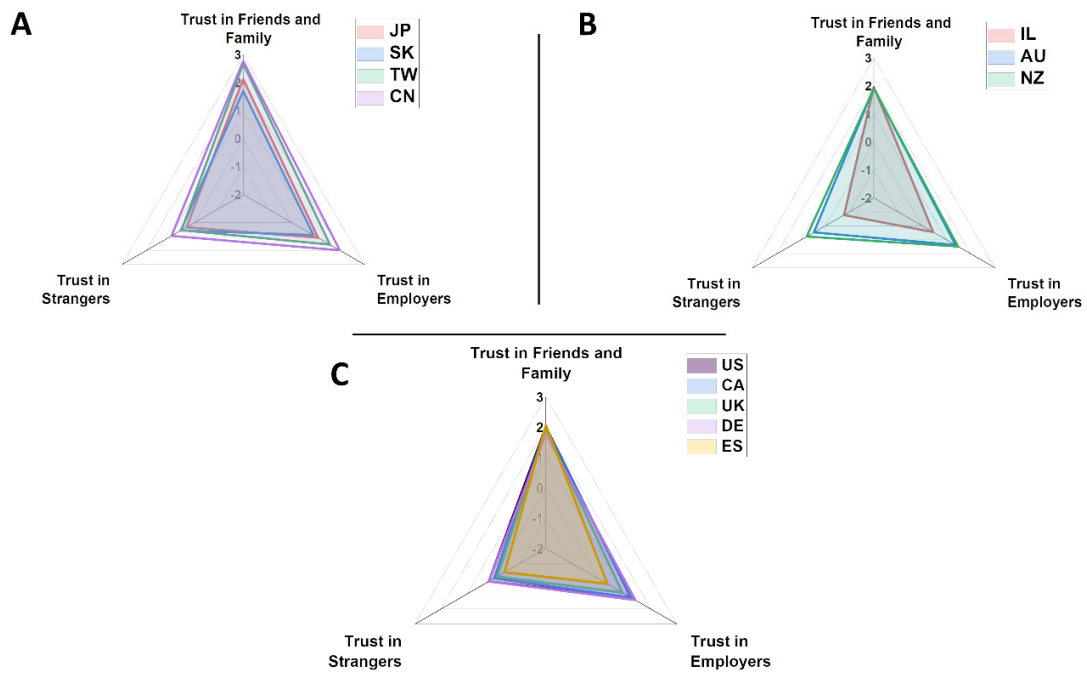 A
Trust in Friends and
Family
3
2
1
0
-1
-2
Trust in
Strangers
Trust in
Employers
JP
SK
TW
CN
B
Trust in Friends and
Family
3
2
1
0
-1
-2
Trust in
Strangers
Trust in
Employers
IL
AU
NZ
C
Trust in Friends and
Family
3
2
1
0
-1
-2
Trust in
Strangers
Trust in
Employers
US
CA
UK
DE
ES